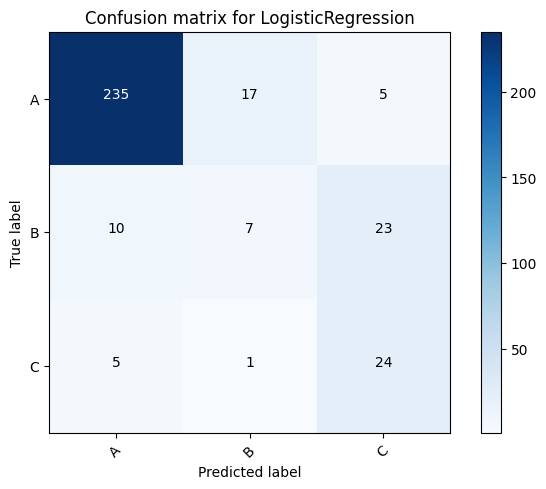 Confusion matrix for LogisticRegression
A 235 17 5
B 10 7 23
C 5 1 24
A B C
True label
Predicted label
200
150
100
50